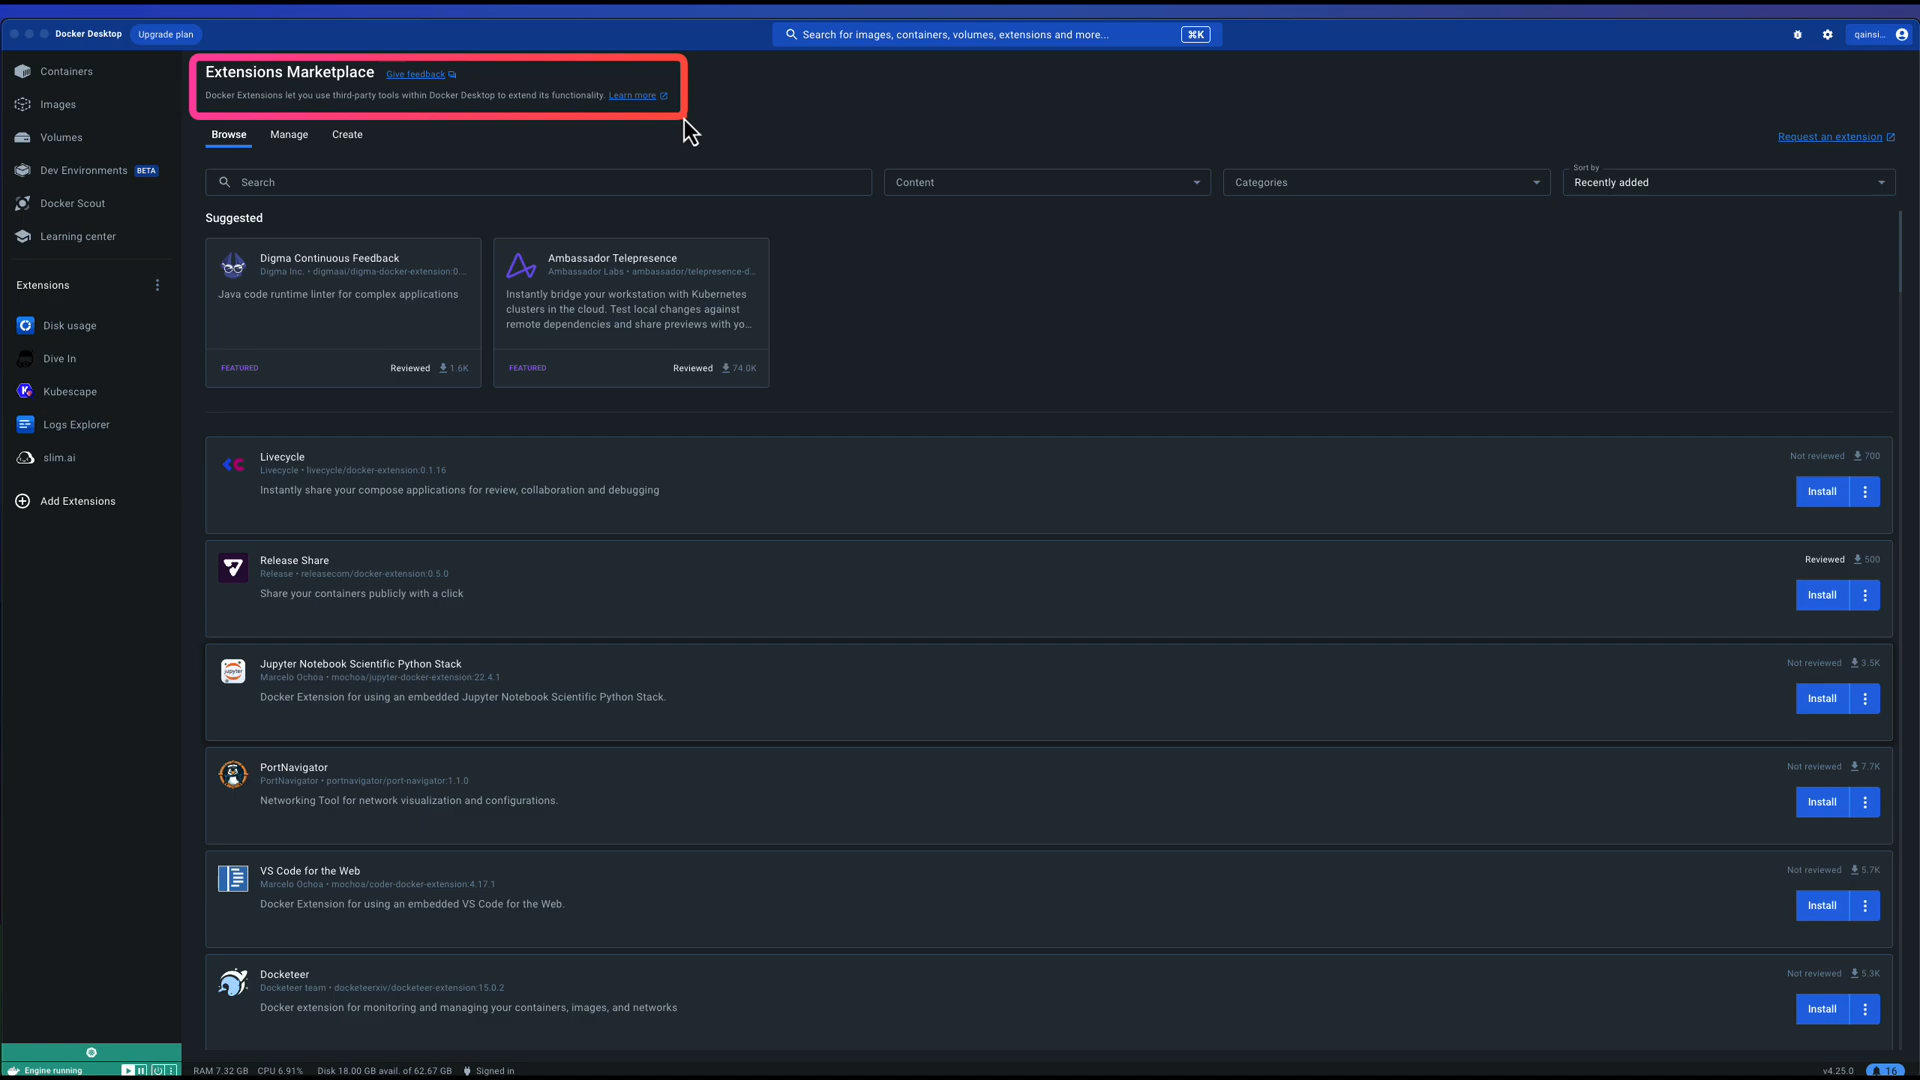 Docker Desktop
Upgrade plan
Search for images, containers, volumes, extensions and more...
⌘K
qainsi...
Containers
Images
Volumes
Dev Environments BETA
Docker Scout
Learning center
Extensions
Disk usage
Dive In
Kubescape
Logs Explorer
slim.ai
Add Extensions
Extensions Marketplace Give feedback
Docker Extensions let you use third-party tools within Docker Desktop to extend its functionality. Learn more
Browse Manage Create
Request an extension
Search
Content
Categories
Sort by
Recently added
Suggested
Digma Continuous Feedback
Digma Inc. • digmaai/digma-docker-extension:0....
Java code runtime linter for complex applications
FEATURED
Reviewed 1.6K
Ambassador Telepresence
Ambassador Labs • ambassador/telepresence-d...
Instantly bridge your workstation with Kubernetes
clusters in the cloud. Test local changes against
remote dependencies and share previews with yo...
FEATURED
Reviewed 74.0K
Livecycle
Livecycle • livecycle/docker-extension:0.1.16
Instantly share your compose applications for review, collaboration and debugging
Not reviewed 700
Install
Release Share
Release • releasecom/docker-extension:0.5.0
Share your containers publicly with a click
Reviewed 500
Install
jupyter
Jupyter Notebook Scientific Python Stack
Marcelo Ochoa • mochoa/jupyter-docker-extension:22.4.1
Docker Extension for using an embedded Jupyter Notebook Scientific Python Stack.
Not reviewed 3.5K
Install
PortNavigator
PortNavigator • portnavigator/port-navigator:1.1.0
Networking Tool for network visualization and configurations.
Not reviewed 7.7K
Install
VS Code for the Web
Marcelo Ochoa • mochoa/coder-docker-extension:4.17.1
Docker Extension for using an embedded VS Code for the Web.
Not reviewed 5.7K
Install
Docketeer
Docketeer team • docketeerxiv/docketeer-extension:15.0.2
Docker extension for monitoring and managing your containers, images, and networks
Not reviewed 5.3K
Install
Engine running
RAM 7.32 GB CPU 6.91% Disk 18.00 GB avail. of 62.67 GB Signed in
v4.25.0
16